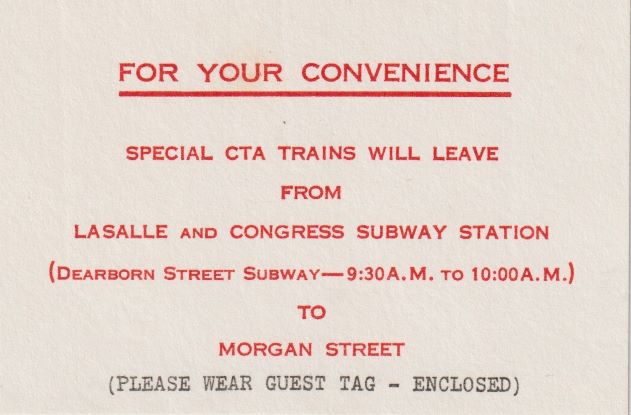 FOR YOUR CONVENIENCE
SPECIAL CTA TRAINS WILL LEAVE
FROM
LASALLE AND CONGRESS SUBWAY STATION
(DEARBORN STREET SUBWAY—9:30A.M. TO 10:00A.M.)
TO
MORGAN STREET
(PLEASE WEAR GUEST TAG - ENCLOSED)